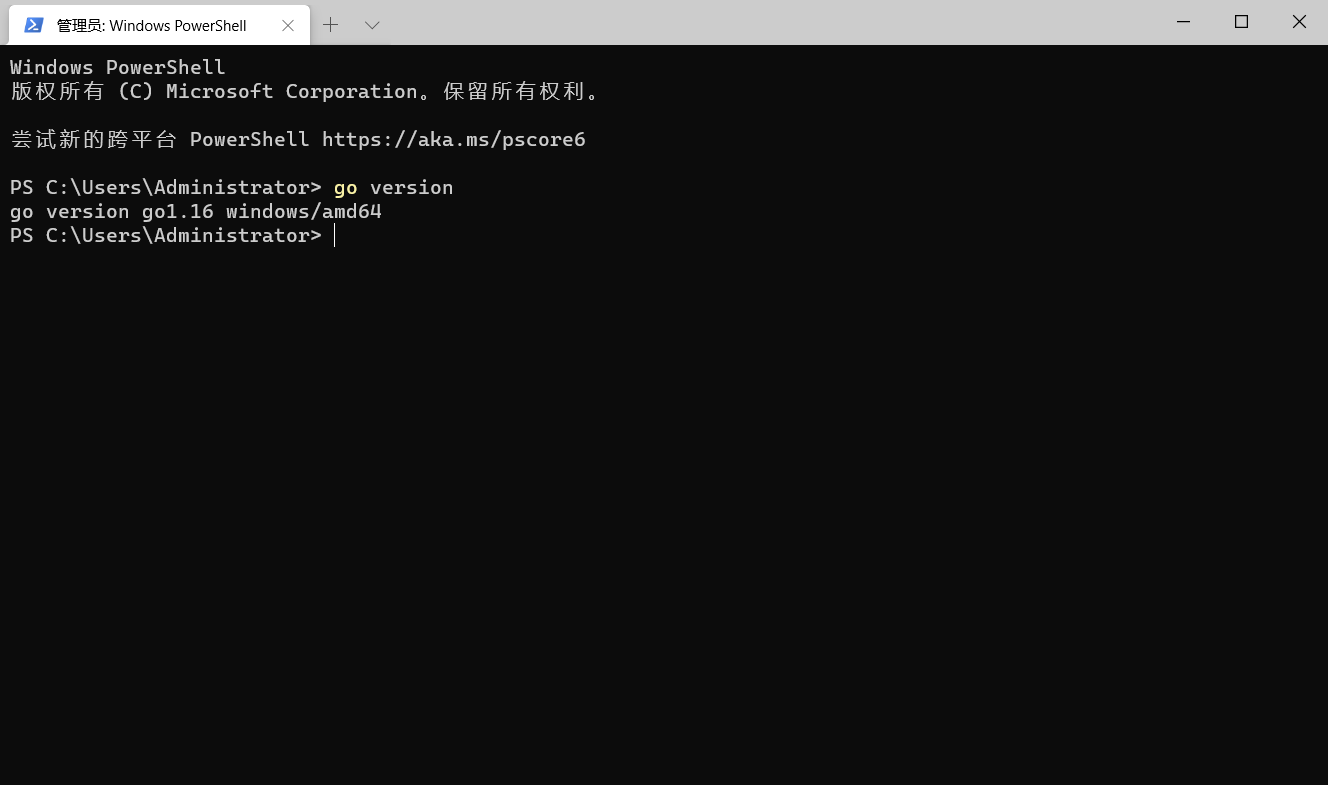 管理员: Windows PowerShell
Windows PowerShell
版权所有 (C) Microsoft Corporation。保留所有权利。
尝试新的跨平台 PowerShell https://aka.ms/pscore6
PS C:\Users\Administrator> go version
go version go1.16 windows/amd64
PS C:\Users\Administrator>